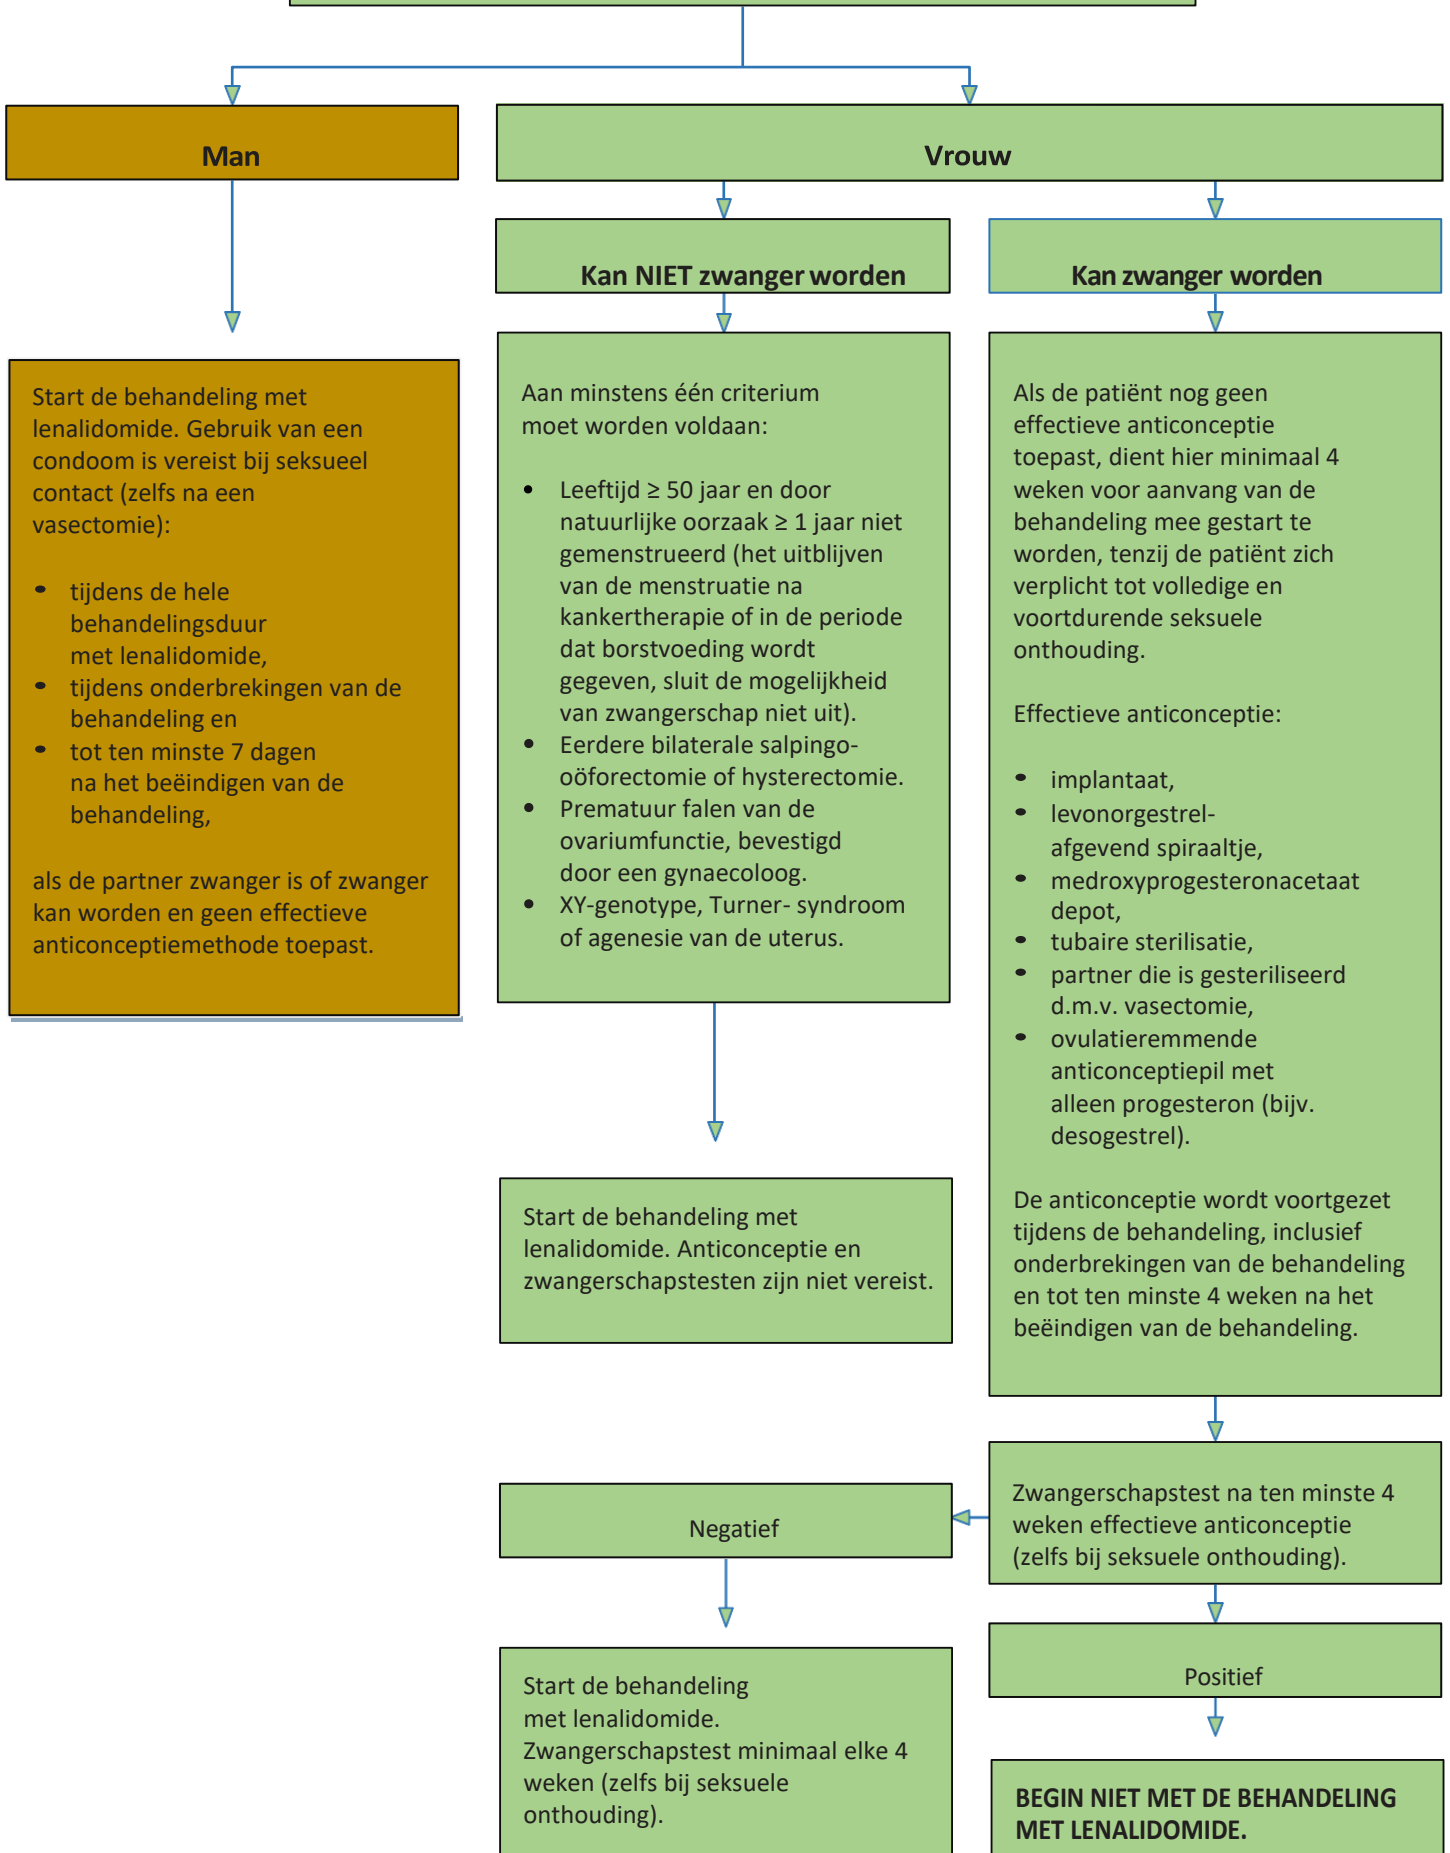 Man
Vrouw
Kan NIET zwanger worden
Kan zwanger worden
Start de behandeling met
lenalidomide. Gebruik van een
condoom is vereist bij seksueel
contact (zelfs na een
vasectomie):
• tijdens de hele
behandelingsduur
met lenalidomide,
• tijdens onderbrekingen van de
behandeling en
• tot ten minste 7 dagen
na het beëindigen van de
behandeling,
als de partner zwanger is of zwanger
kan worden en geen effectieve
anticonceptiemethode toepast.
Aan minstens één criterium
moet worden voldaan:
• Leeftijd ≥ 50 jaar en door
natuurlijke oorzaak ≥ 1 jaar niet
gemenstrueerd (het uitblijven
van de menstruatie na
kankertherapie of in de periode
dat borstvoeding wordt
gegeven, sluit de mogelijkheid
van zwangerschap niet uit).
• Eerdere bilaterale salpingo-
oöforectomie of hysterectomie.
• Prematuur falen van de
ovariumfunctie, bevestigd
door een gynaecoloog.
• XY-genotype, Turner- syndroom
of agenesie van de uterus.
Start de behandeling met
lenalidomide. Anticonceptie en
zwangerschapstesten zijn niet vereist.
Als de patiënt nog geen
effectieve anticonceptie
toepast, dient hier minimaal 4
weken voor aanvang van de
behandeling mee gestart te
worden, tenzij de patiënt zich
verplicht tot volledige en
voortdurende seksuele
onthouding.
Effectieve anticonceptie:
• implantaat,
• levonorgestrel-
afgevend spiraaltje,
• medroxyprogesteronacetaat
depot,
• tubaire sterilisatie,
• partner die is gesteriliseerd
d.m.v. vasectomie,
• ovulatieremmende
anticonceptiepil met
alleen progesteron (bijv.
desogestrel).
De anticonceptie wordt voortgezet
tijdens de behandeling, inclusief
onderbrekingen van de behandeling
en tot ten minste 4 weken na het
beëindigen van de behandeling.
Zwangerschapstest na ten minste 4
weken effectieve anticonceptie
(zelfs bij seksuele onthouding).
Negatief
Start de behandeling
met lenalidomide.
Zwangerschapstest minimaal elke 4
weken (zelfs bij seksuele
onthouding).
Positief
BEGIN NIET MET DE BEHANDELING
MET LENALIDOMIDE.